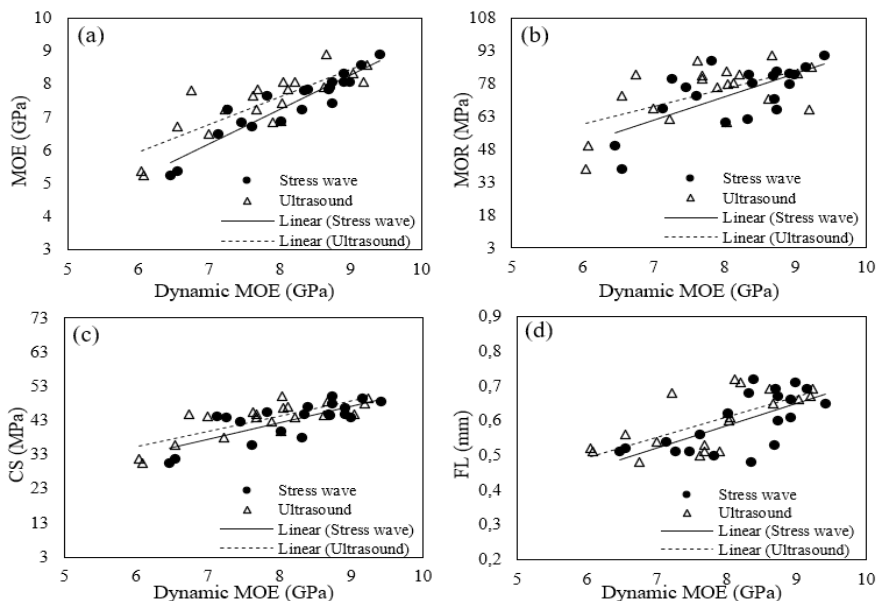 (a)
MOE (GPa)
10
9
8
7
6
5
4
3
Stress wave
Ultrasound
Linear (Stress wave)
Linear (Ultrasound)
5 6 7 8 9 10
Dynamic MOE (GPa)
(b)
MOR (MPa)
108
93
78
63
48
33
18
3
Stress wave
Ultrasound
Linear (Stress wave)
Linear (Ultrasound)
5 6 7 8 9 10
Dynamic MOE (GPa)
(c)
CS (MPa)
73
63
53
43
33
23
13
3
Stress wave
Ultrasound
Linear (Stress wave)
Linear (Ultrasound)
5 6 7 8 9 10
Dynamic MOE (GPa)
(d)
FL (mm)
0,9
0,8
0,7
0,6
0,5
0,4
0,3
0,2
Stress wave
Ultrasound
Linear (Stress wave)
Linear (Ultrasound)
5 6 7 8 9 10
Dynamic MOE (GPa)